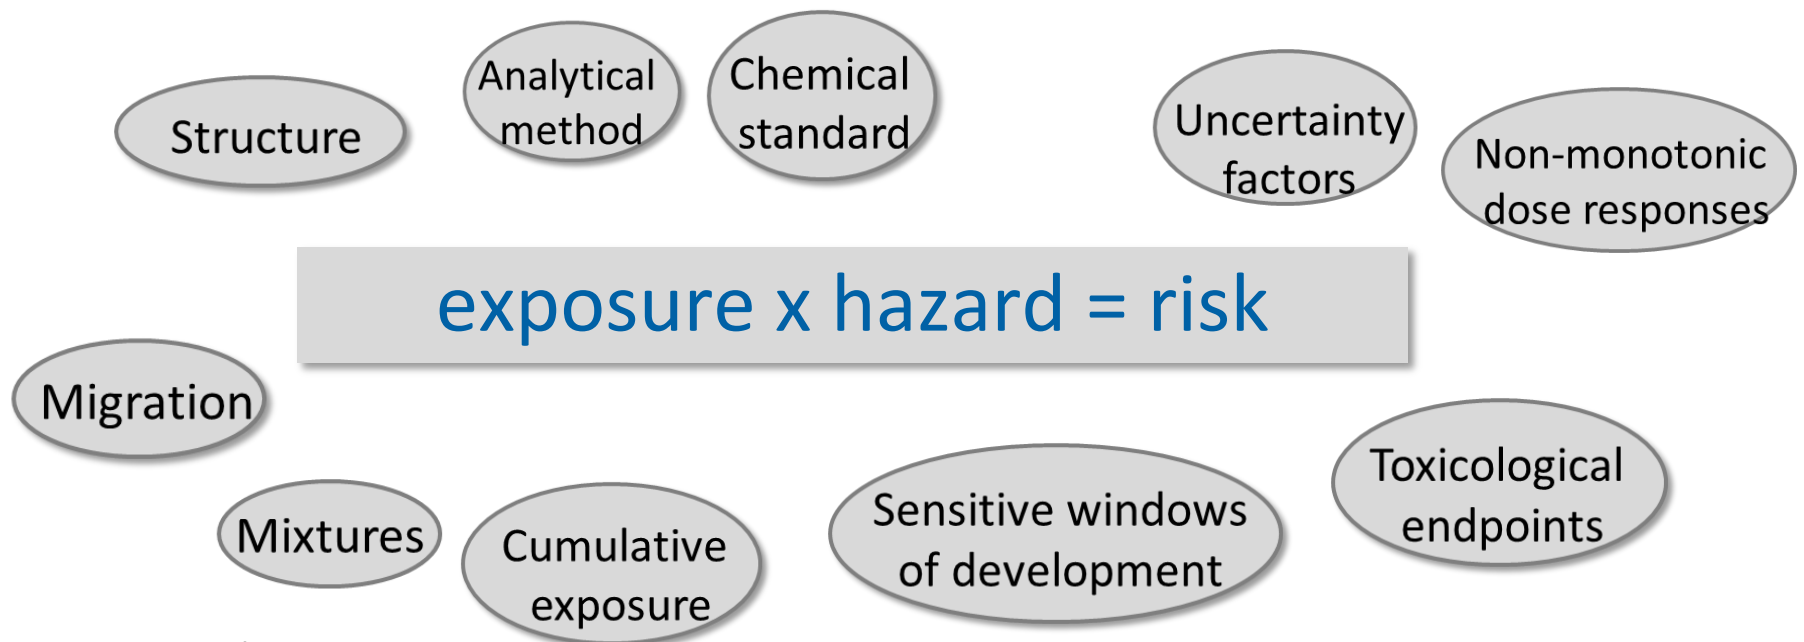 Structure
Analytical
method
Chemical
standard
Uncertainty
factors
Non-monotonic
dose responses
exposure x hazard = risk
Migration
Mixtures
Cumulative
exposure
Sensitive windows
of development
Toxicological
endpoints